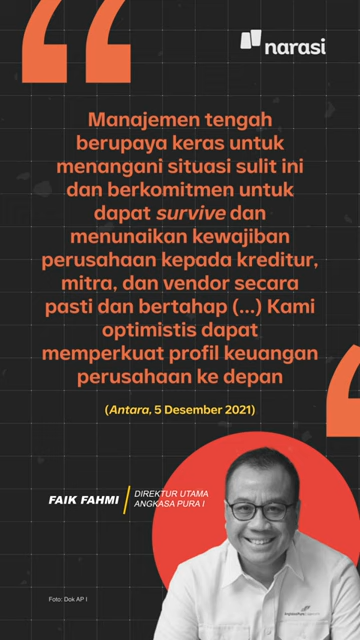 narasi
Manajemen tengah
berupaya keras untuk
menangani situasi sulit ini
dan berkomitmen untuk
dapat survive dan
menunaikan kewajiban
perusahaan kepada kreditur,
mitra, dan vendor secara
pasti dan bertahap (...) Kami
optimistis dapat
memperkuat profil keuangan
perusahaan ke depan
(Antara, 5 Desember 2021)
FAIK FAHMI
DIREKTUR UTAMA
ANGKASA PURA I
Foto: Dok AP I